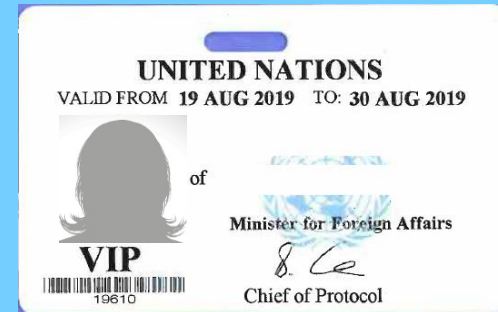 UNITED NATIONS
VALID FROM 19 AUG 2019 TO: 30 AUG 2019
of
Minister for Foreign Affairs
VIP
19610
Chief of Protocol